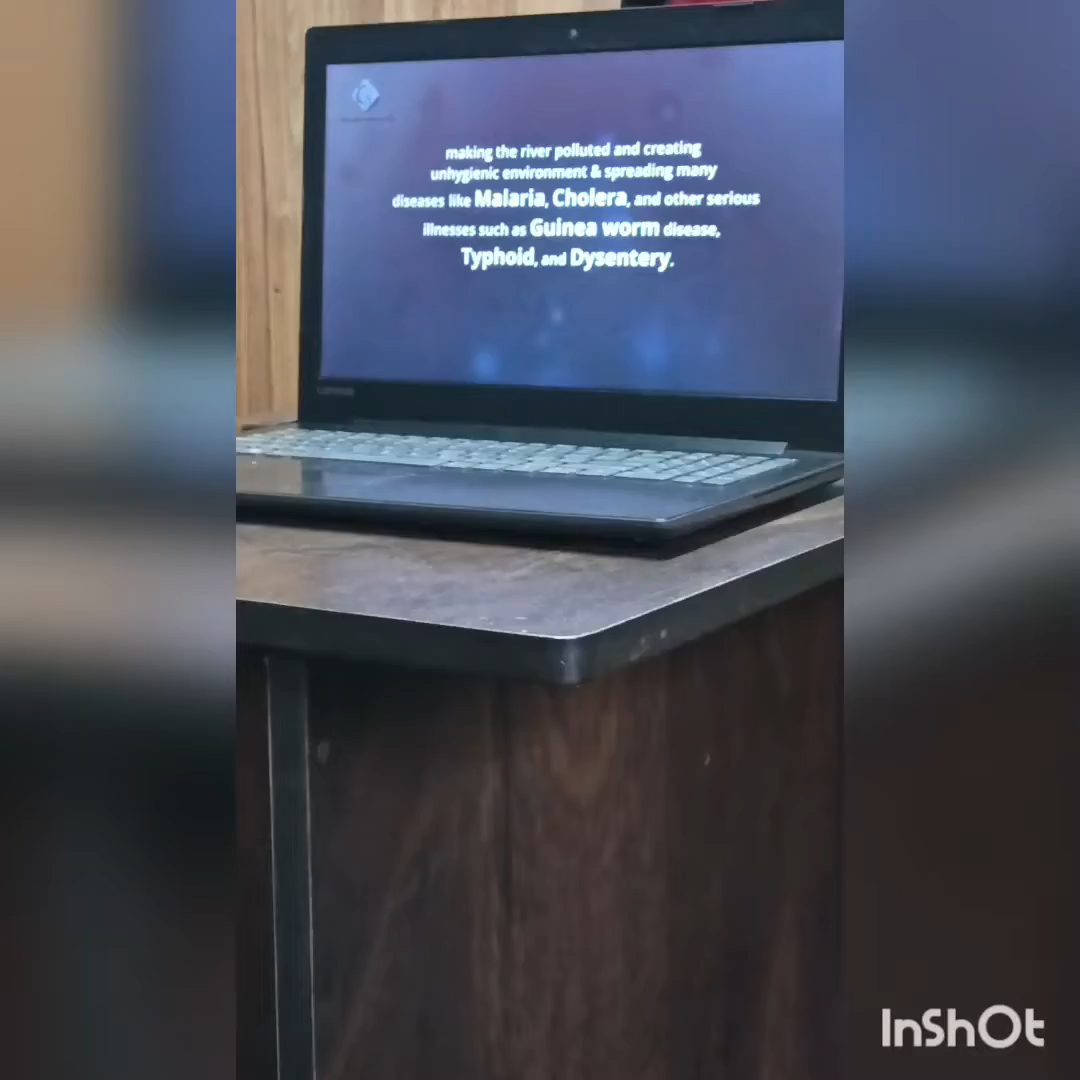 making the river polluted and creating
unhygienic environment & spreading many
diseases like Malaria, Cholera, and other serious
illnesses such as Guinea worm disease,
Typhoid, and Dysentery.
lenovo
InShOt